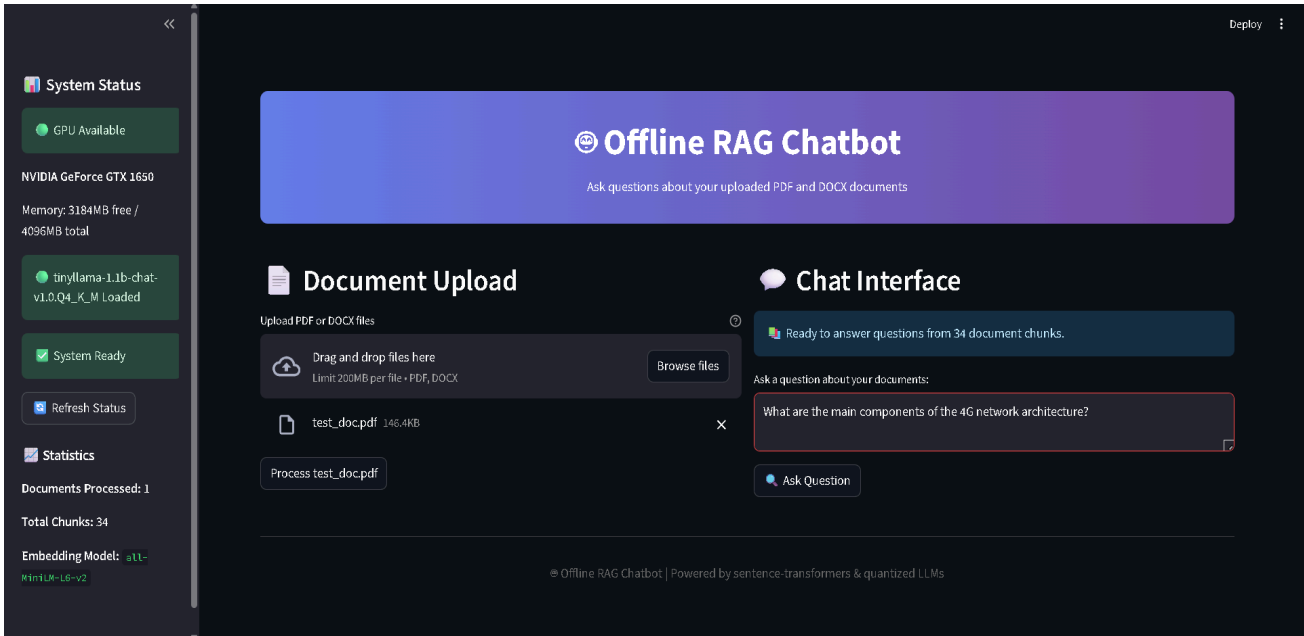 Deploy
System Status
GPU Available
NVIDIA GeForce GTX 1650
Memory: 3184MB free /
4096MB total
tinyllama-1.1b-chat-
v1.0.Q4_K_M Loaded
System Ready
Refresh Status
Statistics
Documents Processed: 1
Total Chunks: 34
Embedding Model: all-
MiniLM-L6-v2
Offline RAG Chatbot
Ask questions about your uploaded PDF and DOCX documents
Document Upload
Upload PDF or DOCX files
Drag and drop files here
Limit 200MB per file • PDF, DOCX
Browse files
test_doc.pdf 146.4KB
Process test_doc.pdf
Chat Interface
Ready to answer questions from 34 document chunks.
Ask a question about your documents:
What are the main components of the 4G network architecture?
Ask Question
Offline RAG Chatbot | Powered by sentence-transformers & quantized LLMs